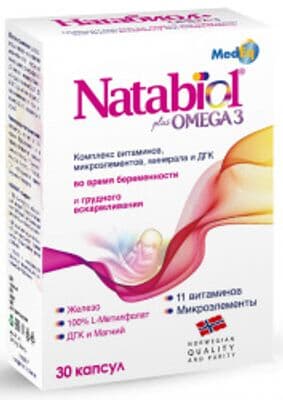 MedEl
Natabiol®
plus OMEGA 3
Комплекс витаминов,
микроэлементов, минерала и ДГК
во время беременности
и грудного
вскармливания
Железо
100% L-Метилфолат
ДГК и Магний
11 витаминов
Микроэлементы
NORWEGIAN
QUALITY
AND PURITY
30 капсул